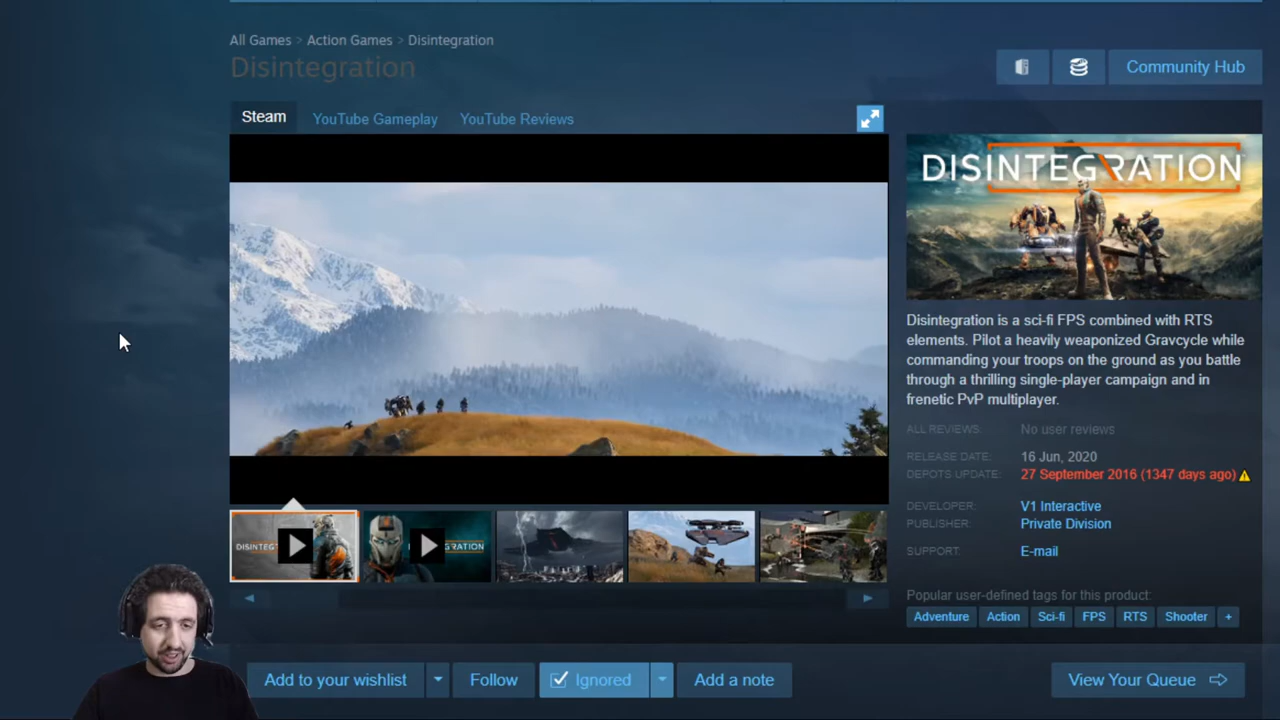 All Games > Action Games > Disintegration
Disintegration
Community Hub
Steam YouTube Gameplay YouTube Reviews
DISINTEGRATION
Disintegration is a sci-fi FPS combined with RTS
elements. Pilot a heavily weaponized Gravcycle while
commanding your troops on the ground as you battle
through a thrilling single-player campaign and in
frenetic PvP multiplayer.
ALL REVIEWS: No user reviews
RELEASE DATE: 16 Jun, 2020
DEPOTS UPDATE: 27 September 2016 (1347 days ago)
DEVELOPER: V1 Interactive
PUBLISHER: Private Division
SUPPORT: E-mail
Popular user-defined tags for this product:
Adventure Action Sci-fi FPS RTS Shooter +
Add to your wishlist Follow Ignored Add a note View Your Queue